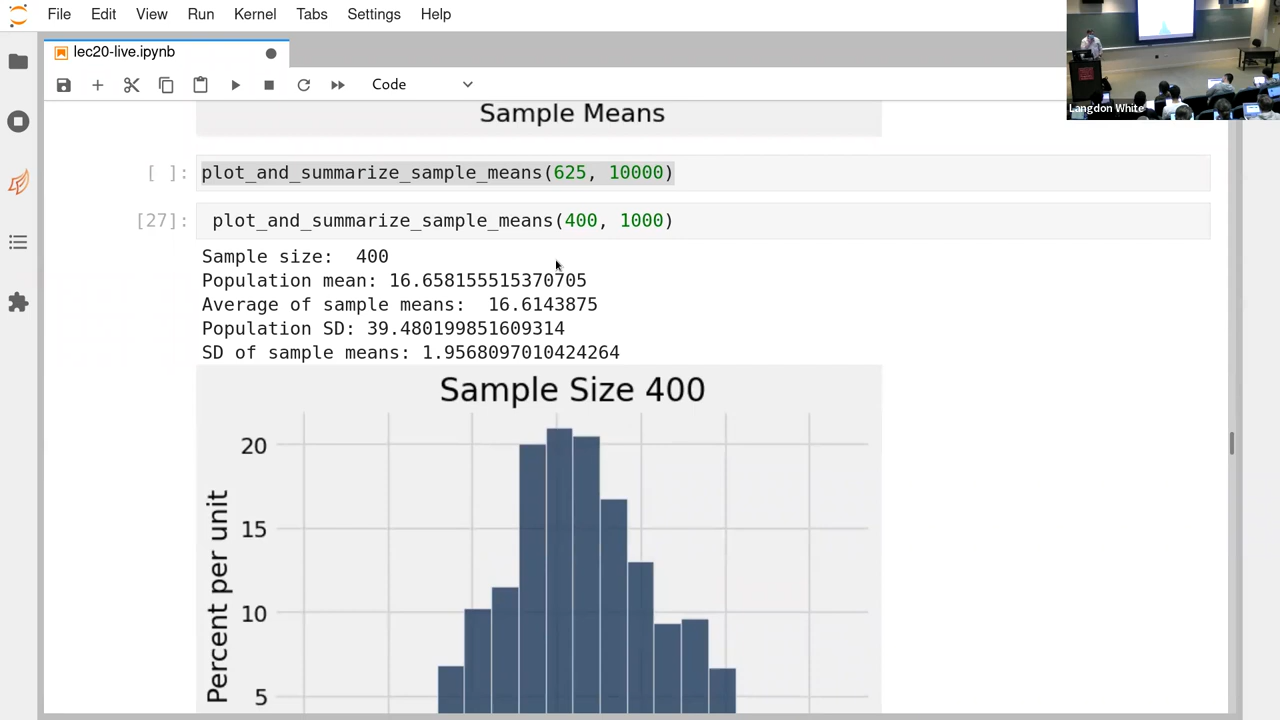 File Edit View Run Kernel Tabs Settings Help
lec20-live.ipynb
Code
Langdon White
Sample Means
[ ]: plot_and_summarize_sample_means(625, 10000)
[27]: plot_and_summarize_sample_means(400, 1000)
Sample size:  400
Population mean: 16.658155515370705
Average of sample means:  16.6143875
Population SD: 39.480199851609314
SD of sample means: 1.9568097010424264
Sample Size 400
Percent per unit
20
15
10
5